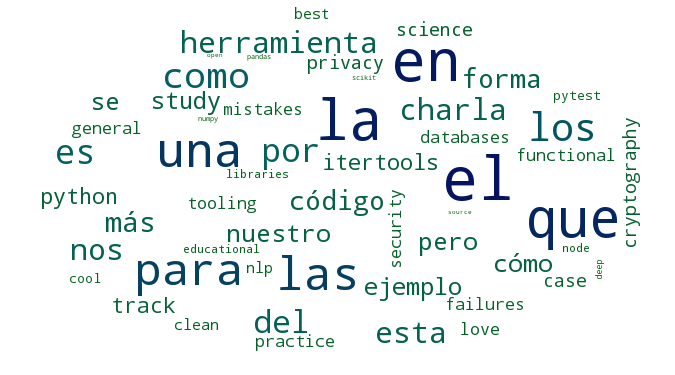 best
science
herramienta
en
open
pandas
privacy
como
scikit
forma
se
study
mistakes
numpy
la
charla
pytest
los
general
una
por
databases
es
itertools
functional
libraries
el
cryptography
python
tooling
código
security
source
que
más
nos
nuestro
pero
educational
node
para
nlp
las
cómo
deep
cool
ejemplo
case
track
failures
clean
del
esta
love
practice